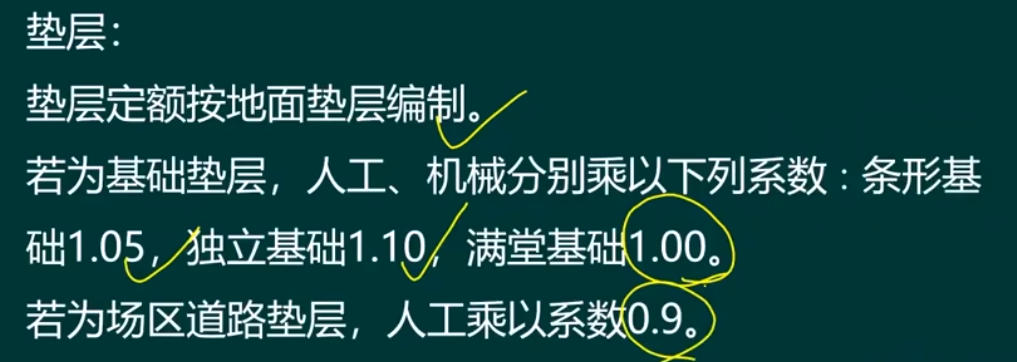 垫层：
垫层定额按地面垫层编制。
若为基础垫层，人工、机械分别乘以下列系数：条形基
础1.05，独立基础1.10，满堂基础1.00。
若为场区道路垫层，人工乘以系数0.9。